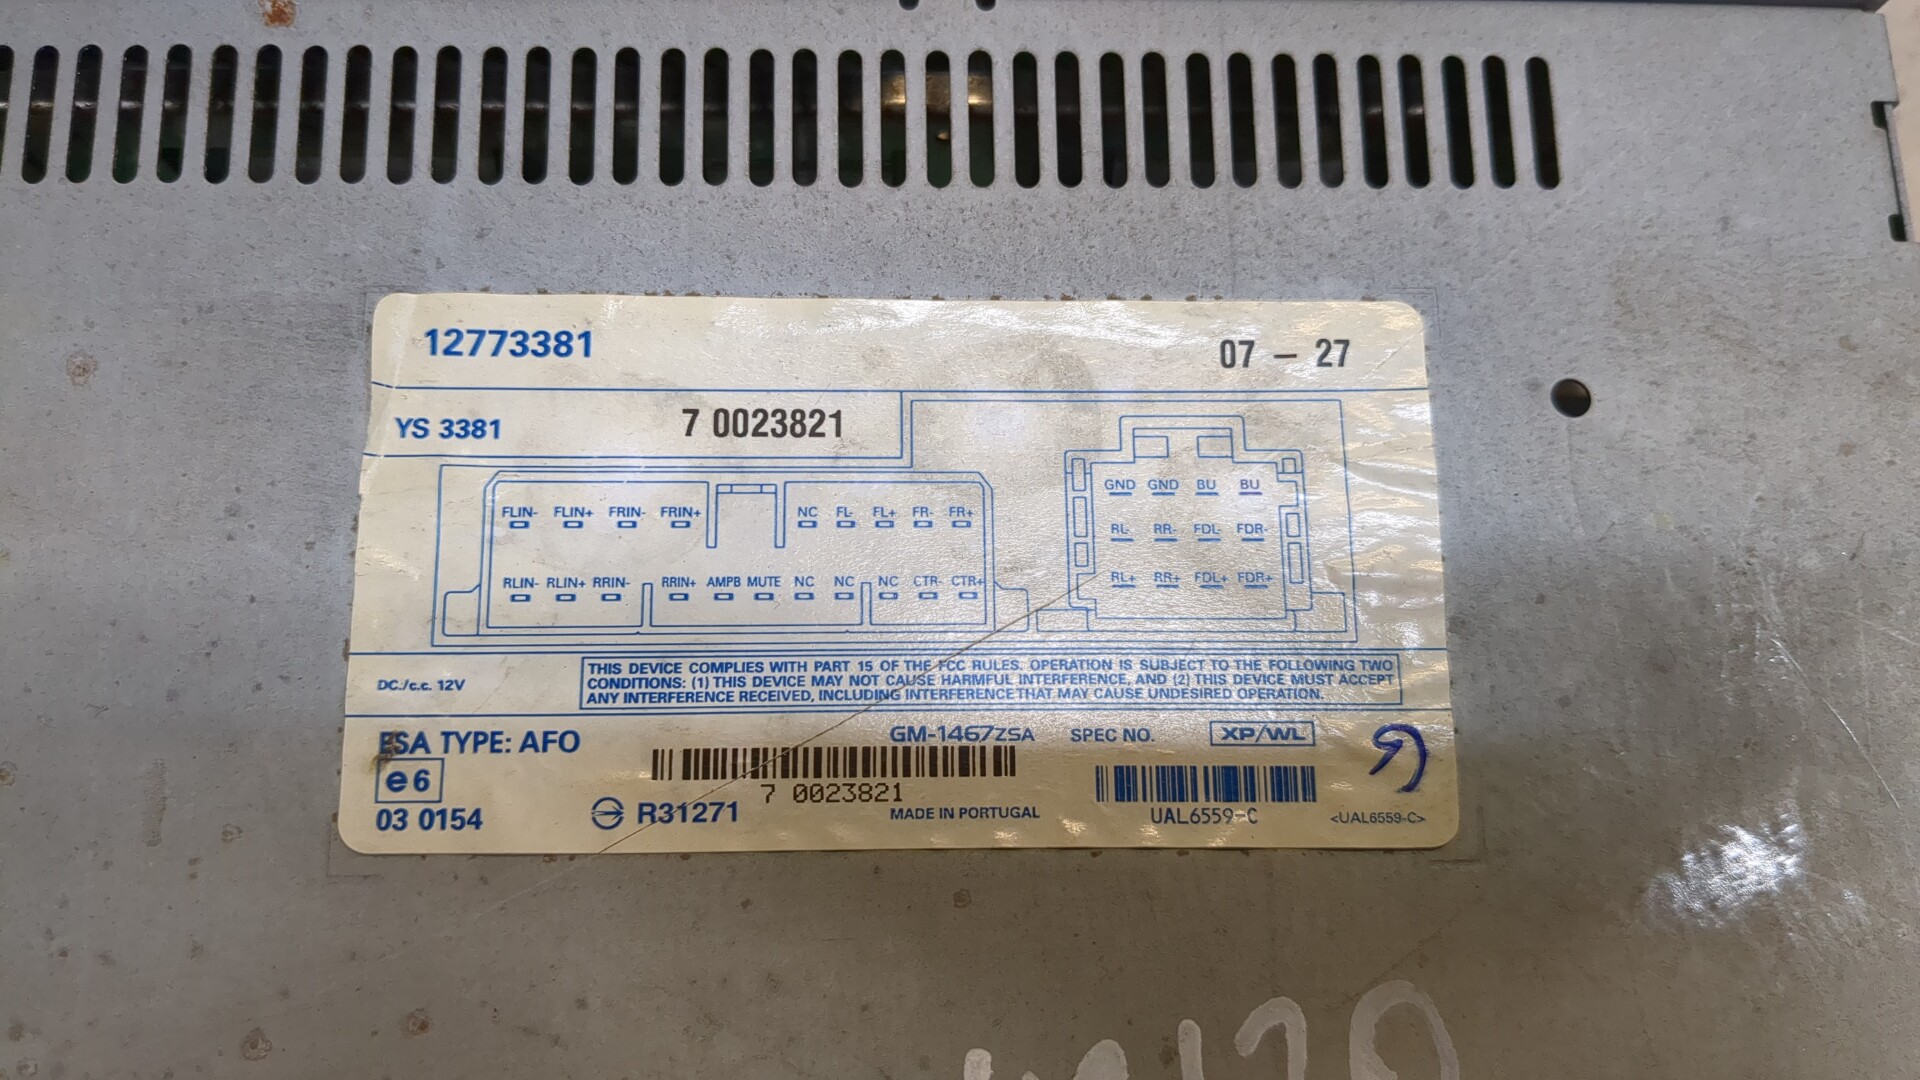 12773381
07 – 27
YS 3381
7 0023821
FLIN- FLIN+ FRIN- FRIN+ NC FL- FL+ FR- FR+
RLIN- RLIN+ RRIN- RRIN+ AMPB MUTE NC NC NC CTR- CTR+
GND GND BU BU
RL- RR- FDL- FDR-
RL+ RR+ FDL+ FDR+
DC./c.c. 12V
THIS DEVICE COMPLIES WITH PART 15 OF THE FCC RULES. OPERATION IS SUBJECT TO THE FOLLOWING TWO
CONDITIONS: (1) THIS DEVICE MAY NOT CAUSE HARMFUL INTERFERENCE, AND (2) THIS DEVICE MUST ACCEPT
ANY INTERFERENCE RECEIVED, INCLUDING INTERFERENCE THAT MAY CAUSE UNDESIRED OPERATION.
ESA TYPE: AFO
GM-1467ZSA
SPEC NO.
XP/WL
e6
03 0154
R31271
7 0023821
MADE IN PORTUGAL
UAL6559-C
<UAL6559-C>